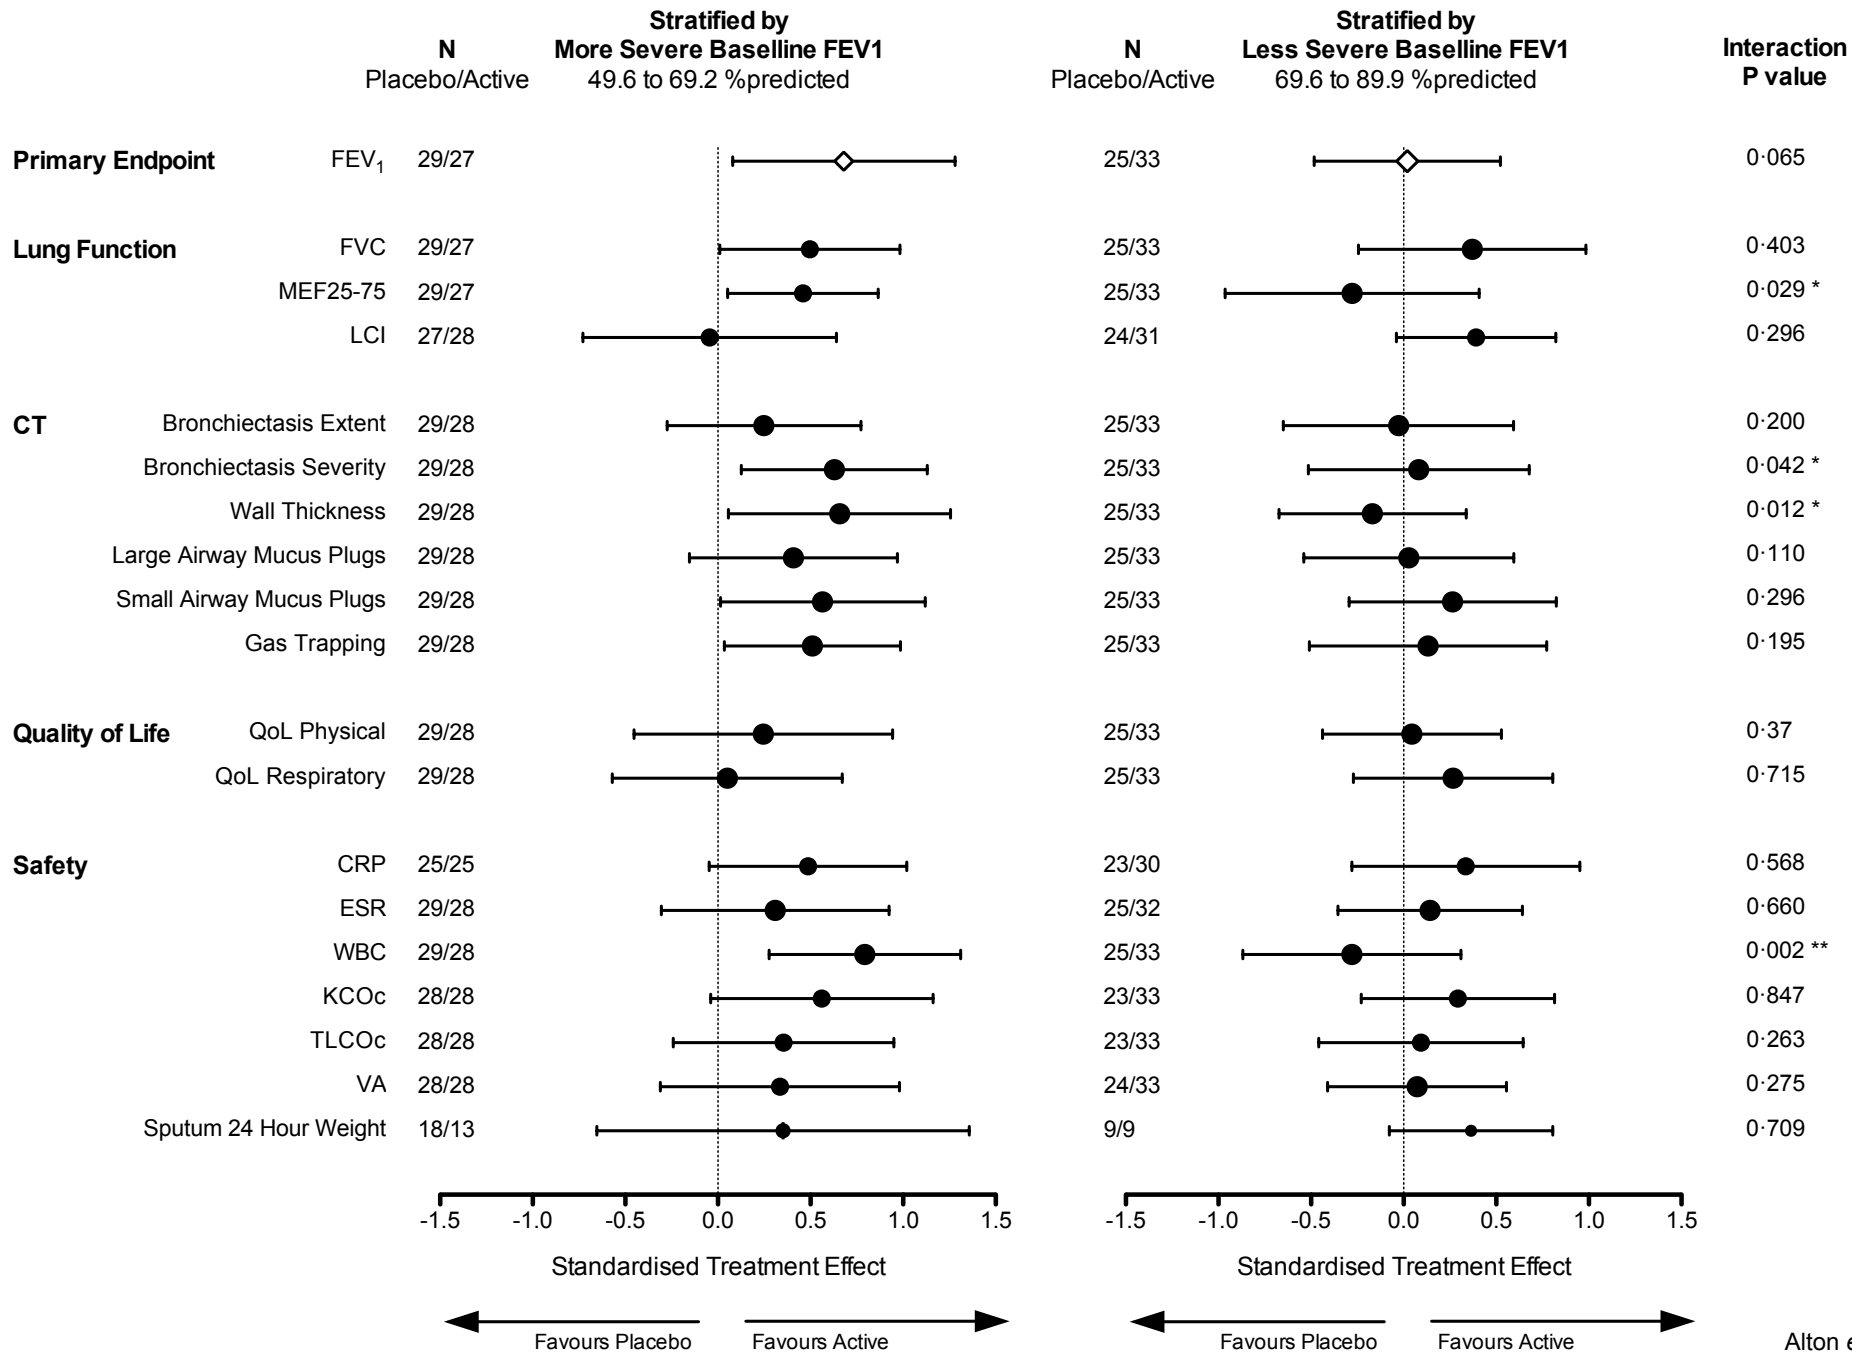 Stratified by Stratified by
N More Severe Baselline FEV1 N Less Severe Baselline FEV1 Interaction
Placebo/Active 49.6 to 69.2 %predicted Placebo/Active 69.6 to 89.9 %predicted P value
Primary Endpoint FEV1 29/27 25/33 0·065
Lung Function FVC 29/27 25/33 0·403
MEF25-75 29/27 25/33 0·029 *
LCI 27/28 24/31 0·296
CT Bronchiectasis Extent 29/28 25/33 0·200
Bronchiectasis Severity 29/28 25/33 0·042 *
Wall Thickness 29/28 25/33 0·012 *
Large Airway Mucus Plugs 29/28 25/33 0·110
Small Airway Mucus Plugs 29/28 25/33 0·296
Gas Trapping 29/28 25/33 0·195
Quality of Life QoL Physical 29/28 25/33 0·37
QoL Respiratory 29/28 25/33 0·715
Safety CRP 25/25 23/30 0·568
ESR 29/28 25/32 0·660
WBC 29/28 25/33 0·002 **
KCOc 28/28 23/33 0·847
TLCOc 28/28 23/33 0·263
VA 28/28 24/33 0·275
Sputum 24 Hour Weight 18/13 9/9 0·709
-1.5 -1.0 -0.5 0.0 0.5 1.0 1.5 -1.5 -1.0 -0.5 0.0 0.5 1.0 1.5
Standardised Treatment Effect Standardised Treatment Effect
Favours Placebo Favours Active Favours Placebo Favours Active Alton e